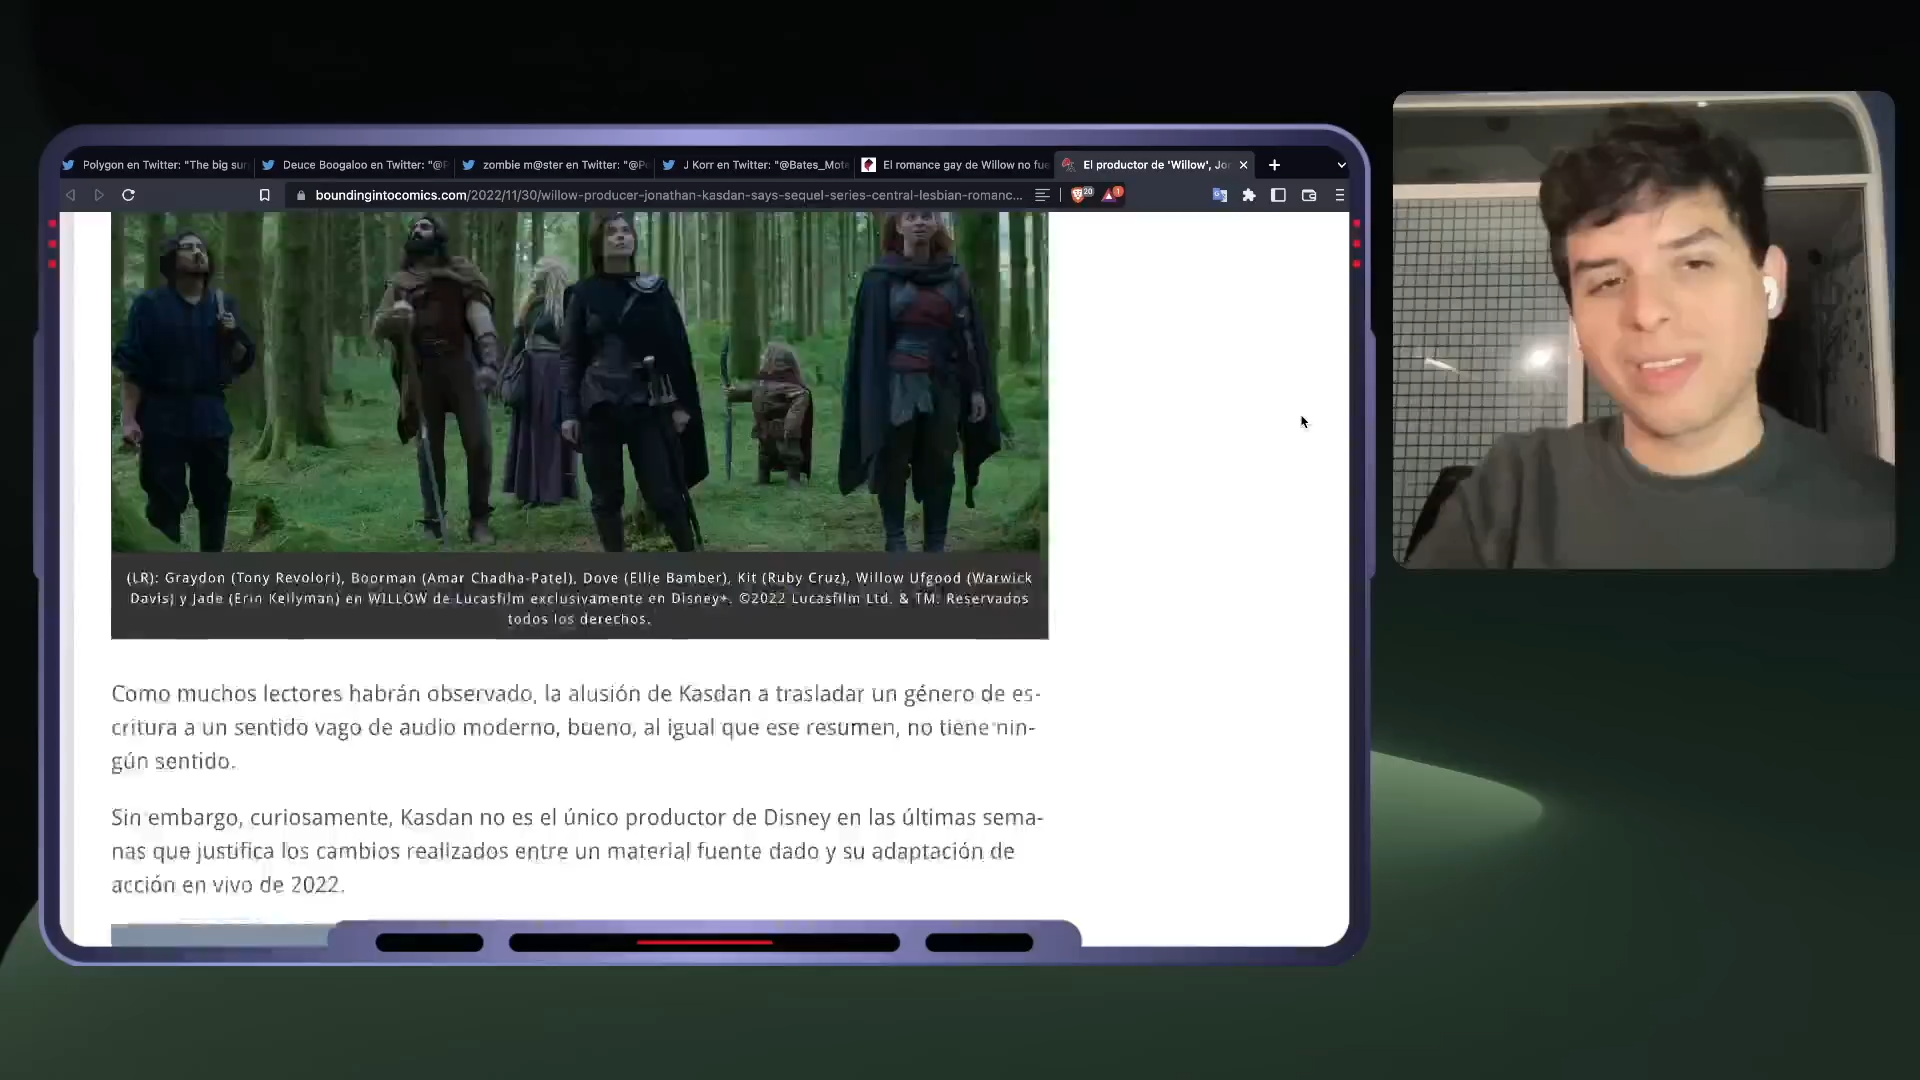 Polygon en Twitter: "The big sur
Deuce Boogaloo en Twitter: "@P
zombie m@ster en Twitter: "@Po
J Korr en Twitter: "@Bates_Mote
El romance gay de Willow no fue
El productor de 'Willow', Jo
boundingintocomics.com/2022/11/30/willow-producer-jonathan-kasdan-says-sequel-series-central-lesbian-romanc...
20
1
(LR): Graydon (Tony Revolori), Boorman (Amar Chadha-Patel), Dove (Ellie Bamber), Kit (Ruby Cruz), Willow Ufgood (Warwick
Davis) y Jade (Erin Kellyman) en WILLOW de Lucasfilm exclusivamente en Disney+. ©2022 Lucasfilm Ltd. & TM. Reservados
todos los derechos.
Como muchos lectores habrán observado, la alusión de Kasdan a trasladar un género de es-
critura a un sentido vago de audio moderno, bueno, al igual que ese resumen, no tiene nin-
gún sentido.
Sin embargo, curiosamente, Kasdan no es el único productor de Disney en las últimas sema-
nas que justifica los cambios realizados entre un material fuente dado y su adaptación de
acción en vivo de 2022.